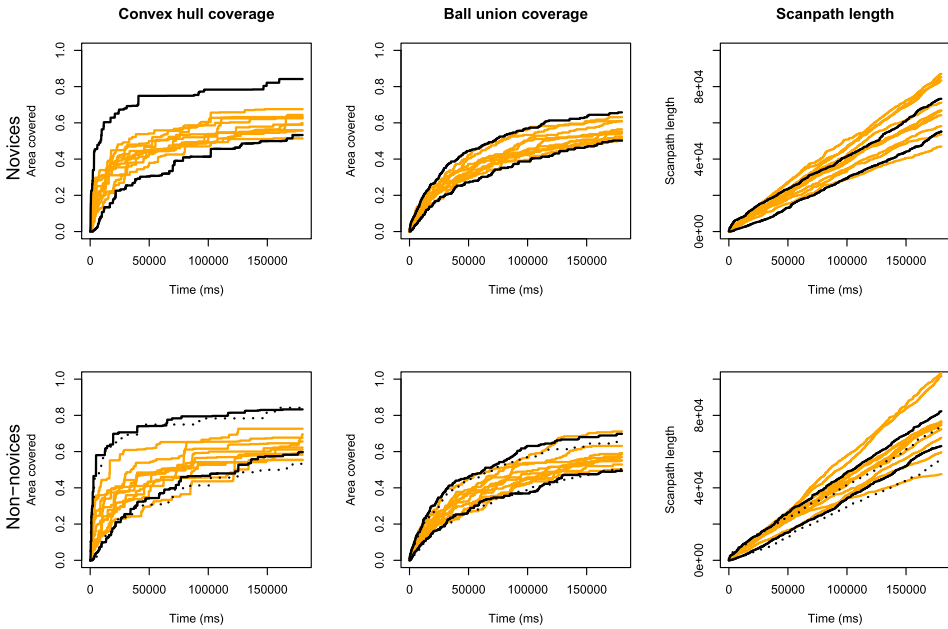 Convex hull coverage
Ball union coverage
Scanpath length
Novices
Area covered
0.0 0.2 0.4 0.6 0.8 1.0
0 50000 100000 150000
Time (ms)
Area covered
0.0 0.2 0.4 0.6 0.8 1.0
0 50000 100000 150000
Time (ms)
Scanpath length
0e+00 4e+04 8e+04
0 50000 100000 150000
Time (ms)
Non−novices
Area covered
0.0 0.2 0.4 0.6 0.8 1.0
0 50000 100000 150000
Time (ms)
Area covered
0.0 0.2 0.4 0.6 0.8 1.0
0 50000 100000 150000
Time (ms)
Scanpath length
0e+00 4e+04 8e+04
0 50000 100000 150000
Time (ms)